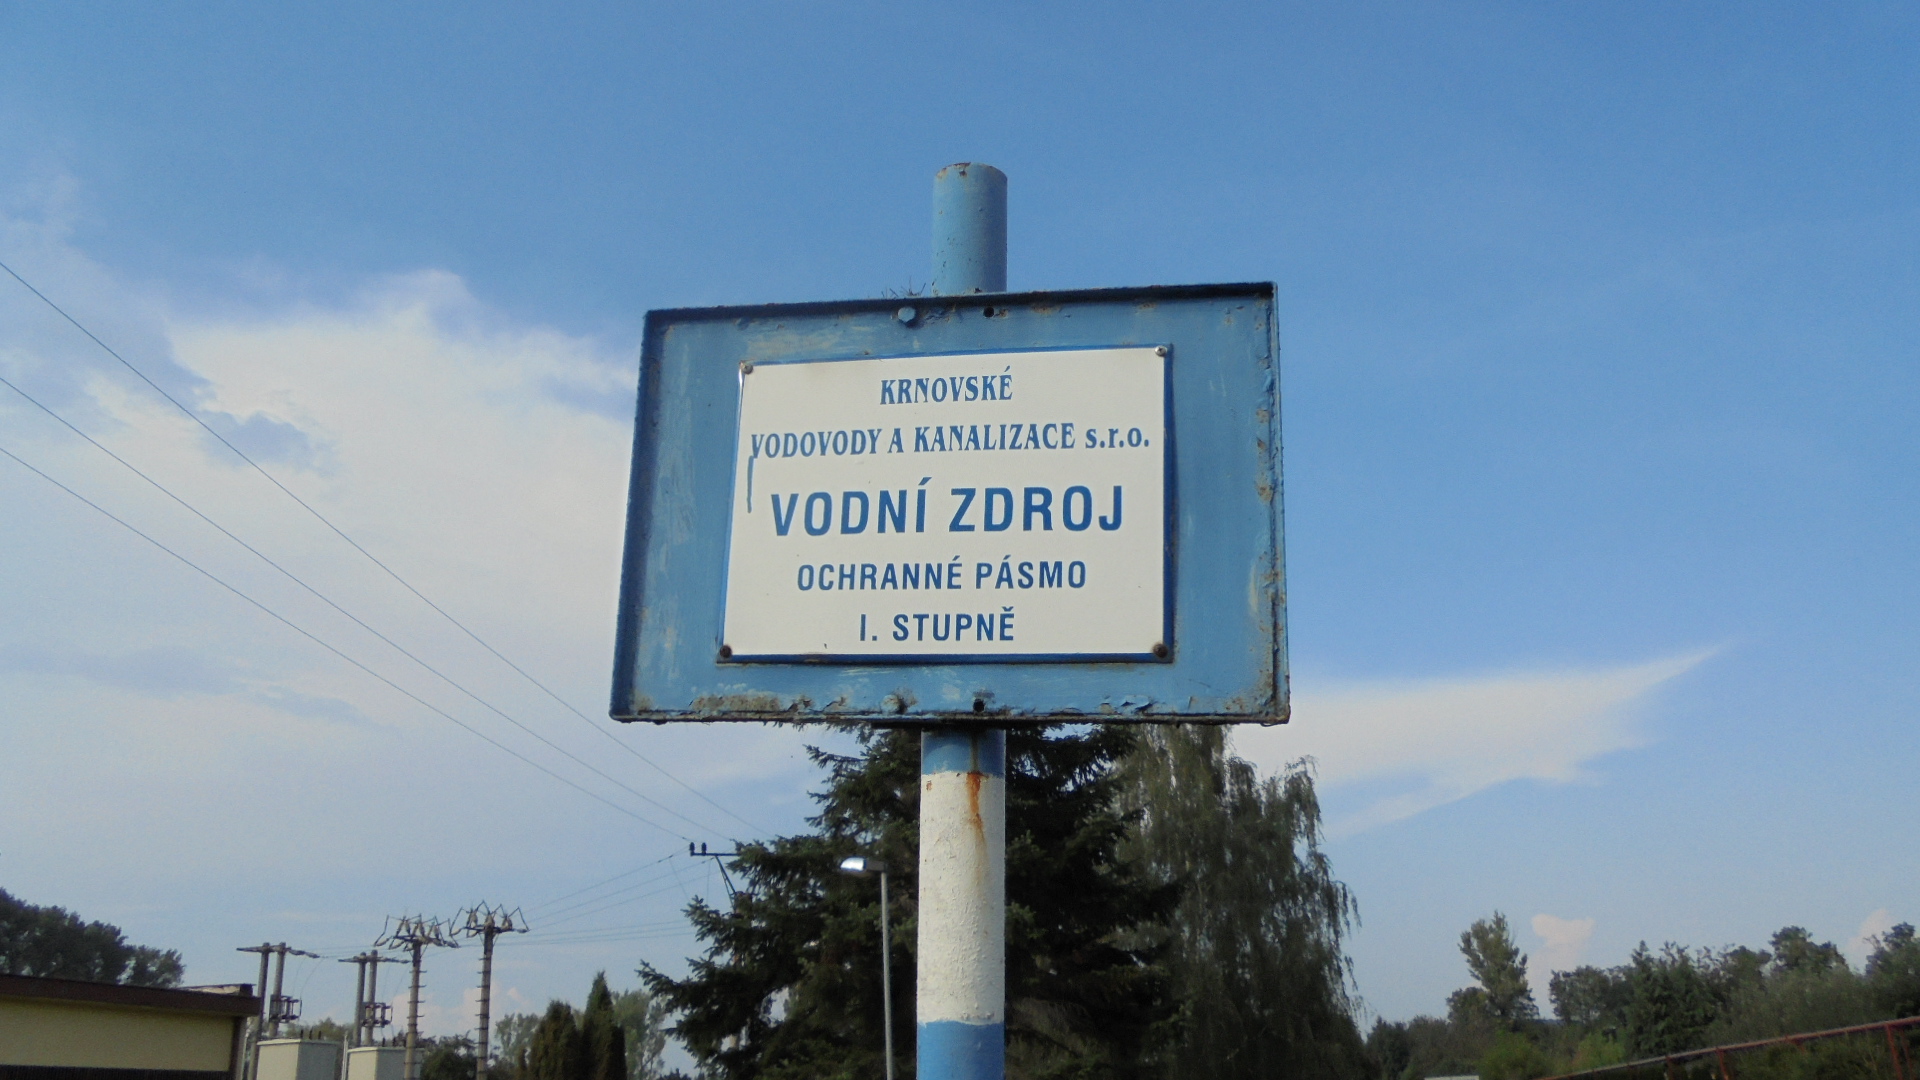 KRNOVSKÉ
VODOVODY A KANALIZACE s.r.o.
VODNÍ ZDROJ
OCHRANNÉ PÁSMO
I. STUPNĚ